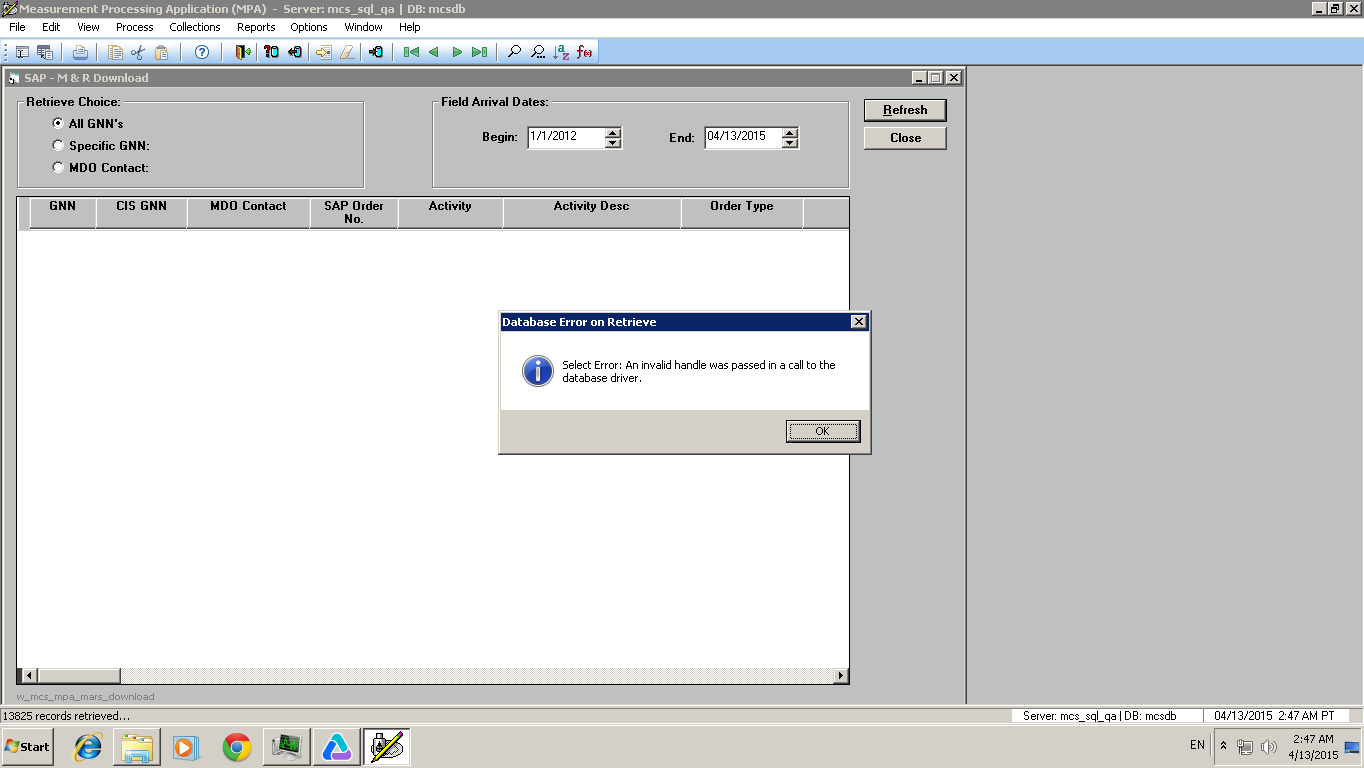 Measurement Processing Application (MPA) - Server: mcs_sql_qa | DB: mcsdb
File Edit View Process Collections Reports Options Window Help
SAP - M & R Download
Retrieve Choice:
All GNN's
Specific GNN:
MDO Contact:
Field Arrival Dates:
Begin: 1/1/2012 End: 04/13/2015
Refresh
Close
GNN CIS GNN MDO Contact SAP Order No. Activity Activity Desc Order Type
Database Error on Retrieve
Select Error: An invalid handle was passed in a call to the
database driver.
OK
w_mcs_mpa_mars_download
13825 records retrieved... Server: mcs_sql_qa | DB: mcsdb 04/13/2015 2:47 AM PT
Start EN 2:47 AM
4/13/2015